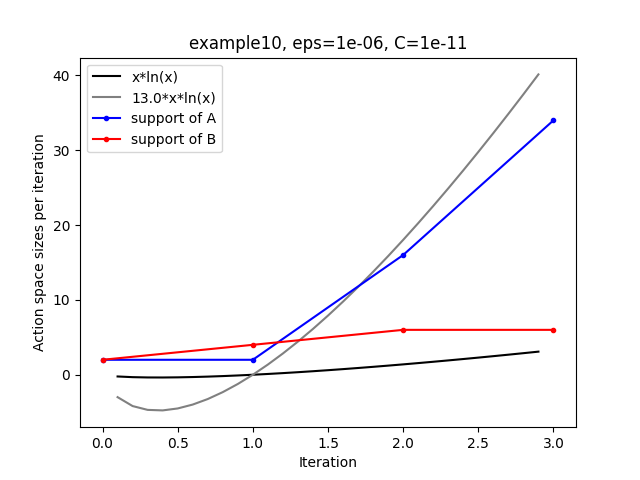 example10, eps=1e-06, C=1e-11
x*ln(x)
13.0*x*ln(x)
support of A
support of B
Action space sizes per iteration
40
30
20
10
0
0.0 0.5 1.0 1.5 2.0 2.5 3.0
Iteration